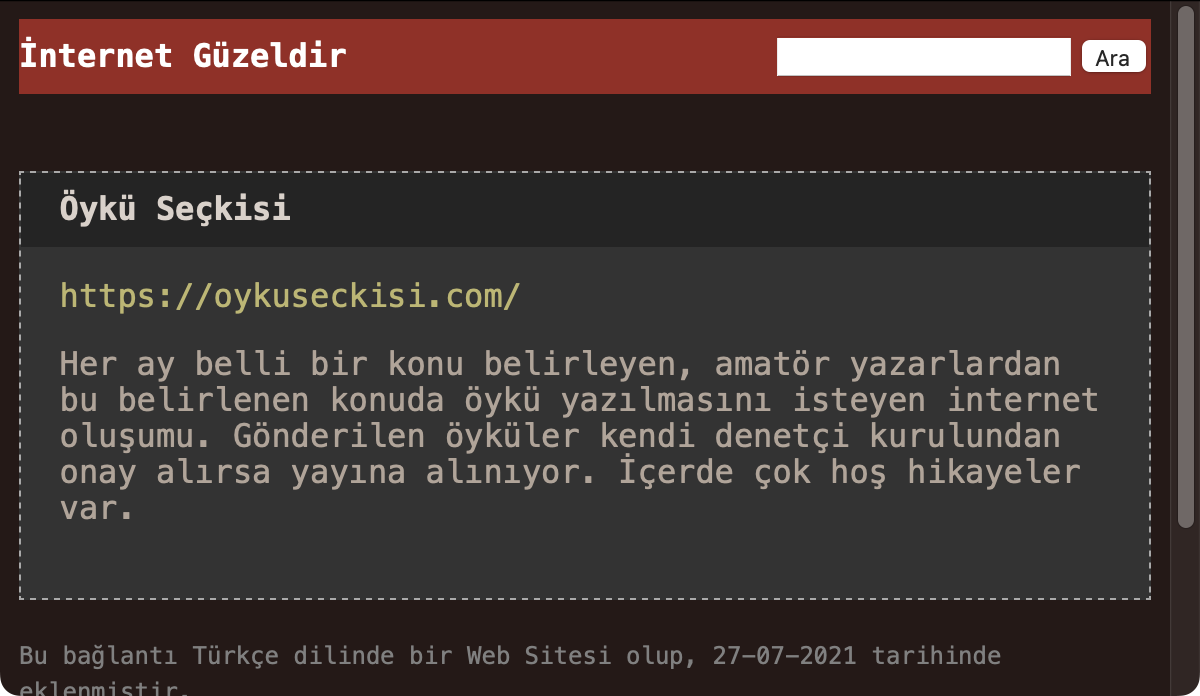 İnternet Güzeldir
Ara
Öykü Seçkisi
https://oykuseckisi.com/
Her ay belli bir konu belirleyen, amatör yazarlardan
bu belirlenen konuda öykü yazılmasını isteyen internet
oluşumu. Gönderilen öyküler kendi denetçi kurulundan
onay alırsa yayına alınıyor. İçerde çok hoş hikayeler
var.
Bu bağlantı Türkçe dilinde bir Web Sitesi olup, 27-07-2021 tarihinde
eklenmiştir.